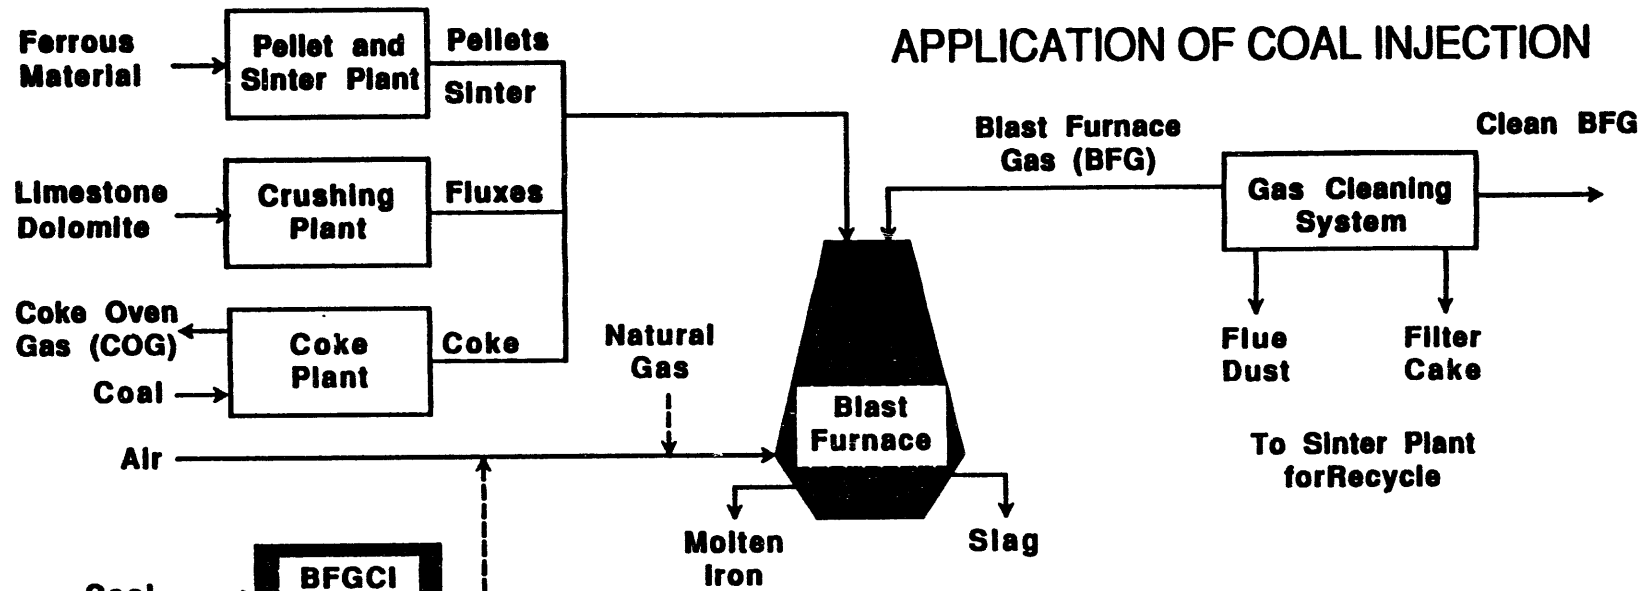 APPLICATION OF COAL INJECTION
Ferrous
Material
Pellet and
Sinter Plant
Pellets
Sinter
Limestone
Dolomite
Crushing
Plant
Fluxes
Coke Oven
Gas (COG)
Coal
Coke
Plant
Coke
Natural
Gas
Air
Blast
Furnace
Molten
Iron
Slag
Blast Furnace
Gas (BFG)
Gas Cleaning
System
Clean BFG
Flue
Dust
Filter
Cake
To Sinter Plant
forRecycle
BFGCI